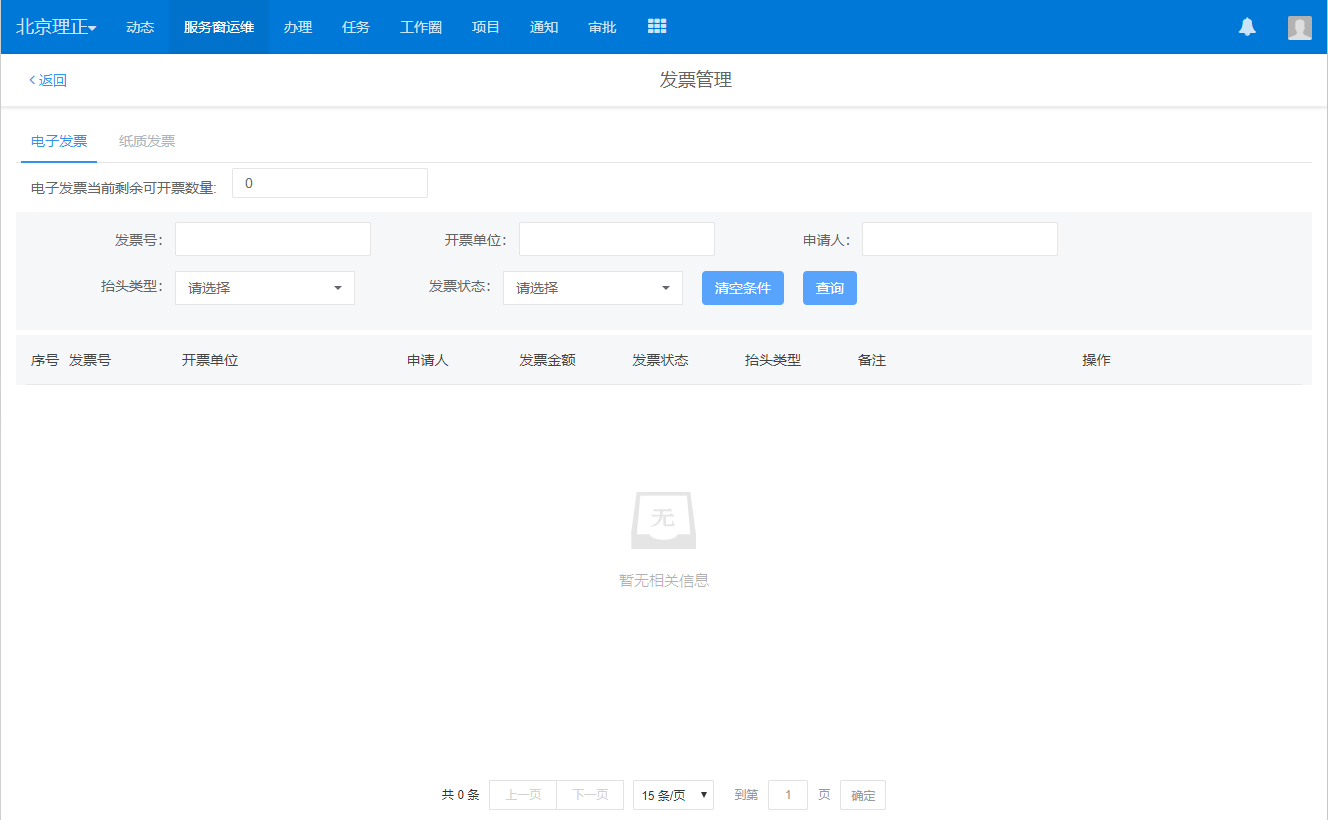 北京理正 动态 服务窗运维 办理 任务 工作圈 项目 通知 审批
返回 发票管理
电子发票 纸质发票
电子发票当前剩余可开票数量: 0
发票号： 开票单位： 申请人：
抬头类型： 请选择 发票状态： 请选择 清空条件 查询
序号 发票号 开票单位 申请人 发票金额 发票状态 抬头类型 备注 操作
无
暂无相关信息
共 0 条 上一页 下一页 15 条/页 到第 1 页 确定